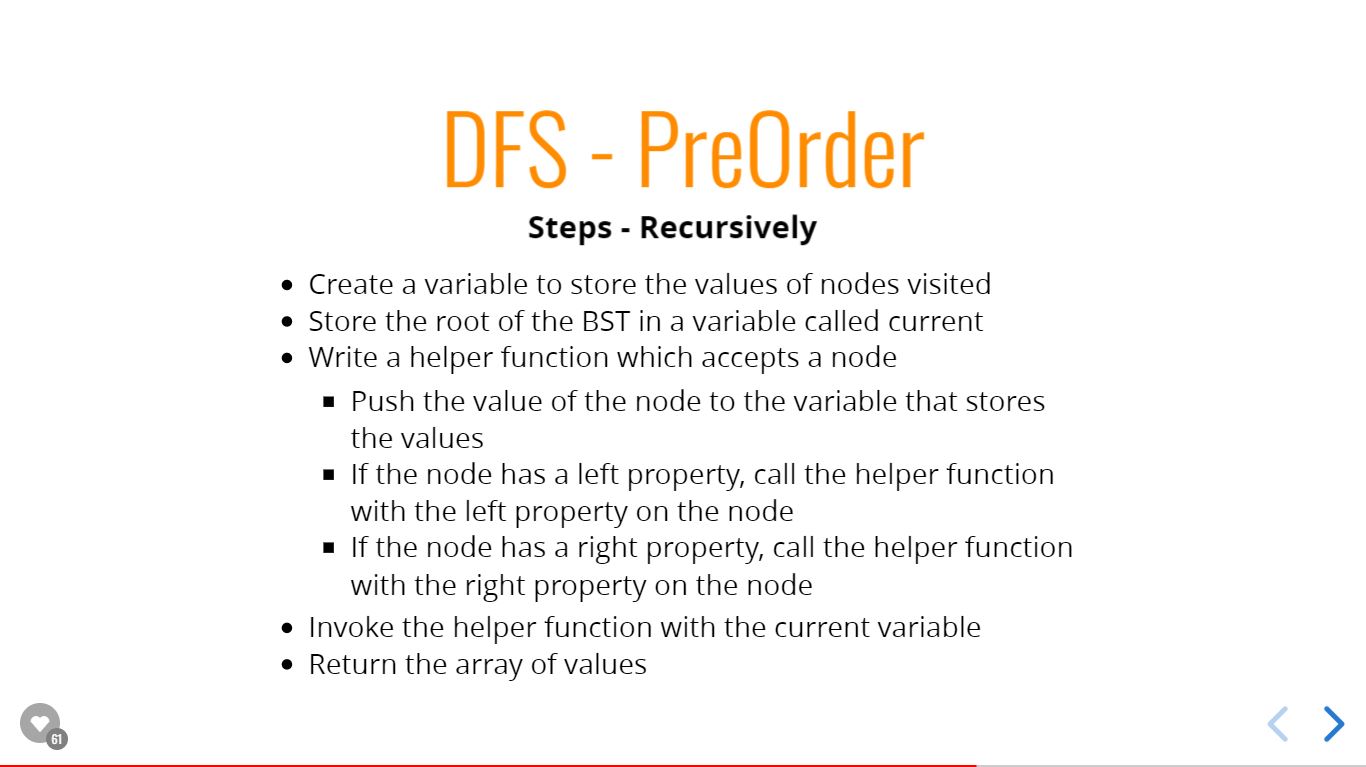 DFS - PreOrder
Steps - Recursively
Create a variable to store the values of nodes visited
Store the root of the BST in a variable called current
Write a helper function which accepts a node
Push the value of the node to the variable that stores
the values
If the node has a left property, call the helper function
with the left property on the node
If the node has a right property, call the helper function
with the right property on the node
Invoke the helper function with the current variable
Return the array of values
61